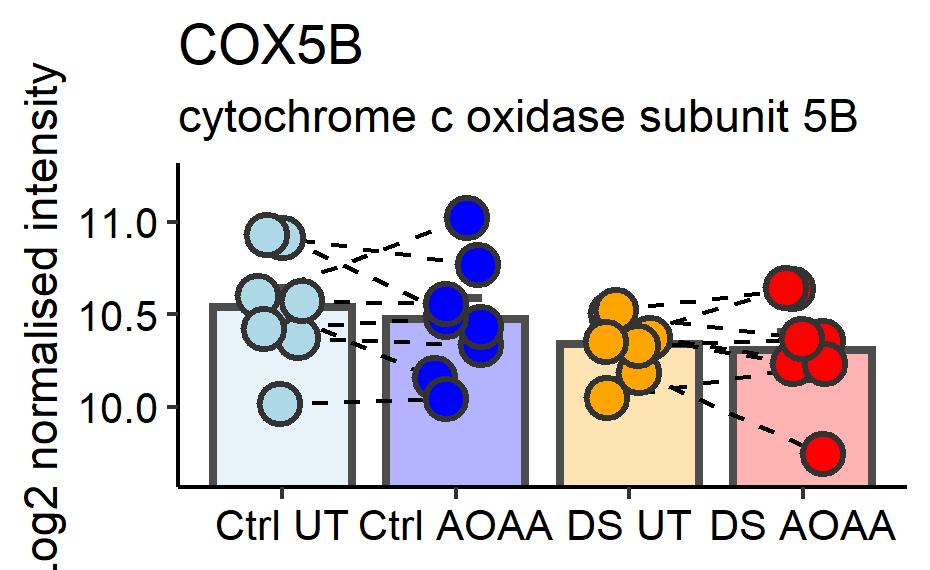 COX5B
cytochrome c oxidase subunit 5B
log2 normalised intensity
11.0
10.5
10.0
Ctrl UT
Ctrl AOAA
DS UT
DS AOAA